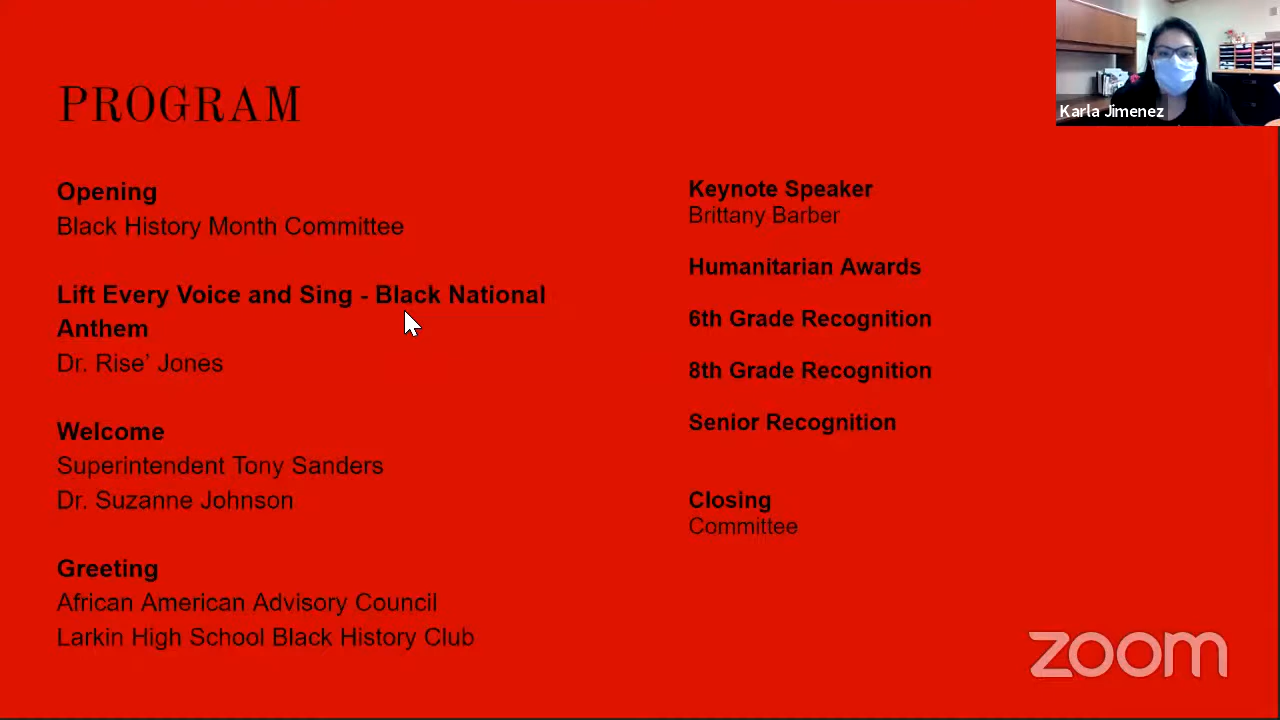 PROGRAM
Opening
Black History Month Committee
Lift Every Voice and Sing - Black National
Anthem
Dr. Rise’ Jones
Welcome
Superintendent Tony Sanders
Dr. Suzanne Johnson
Greeting
African American Advisory Council
Larkin High School Black History Club
Keynote Speaker
Brittany Barber
Humanitarian Awards
6th Grade Recognition
8th Grade Recognition
Senior Recognition
Closing
Committee
Karla Jimenez
zoom